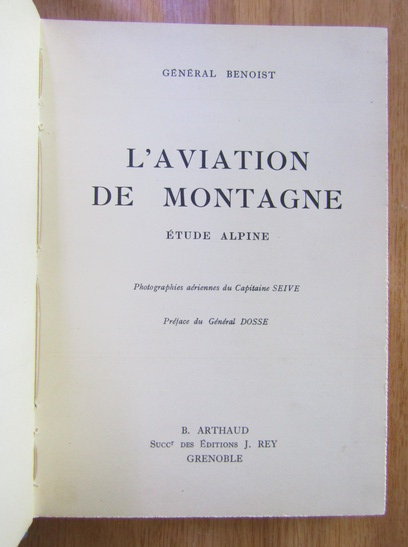 GÉNÉRAL BENOIST
L'AVIATION
DE MONTAGNE
ÉTUDE ALPINE
Photographies aériennes du Capitaine SEIVE
Préface du Général DOSSE
B. ARTHAUD
Succʳ des Éditions J. REY
GRENOBLE